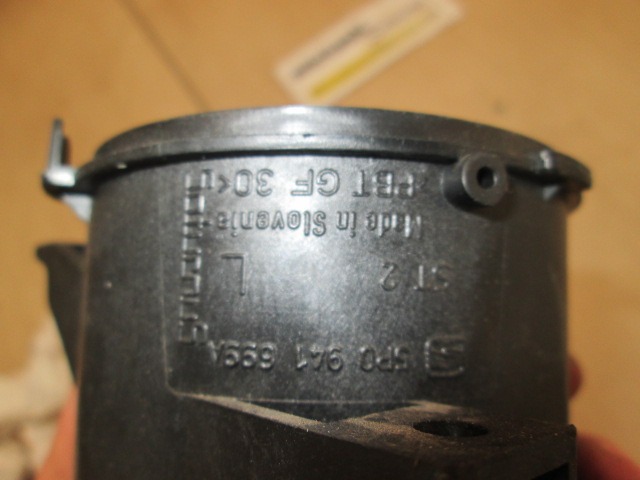 5P0 941 699A
ST 2 L
Made in Slovenia
>PBT GF 30<